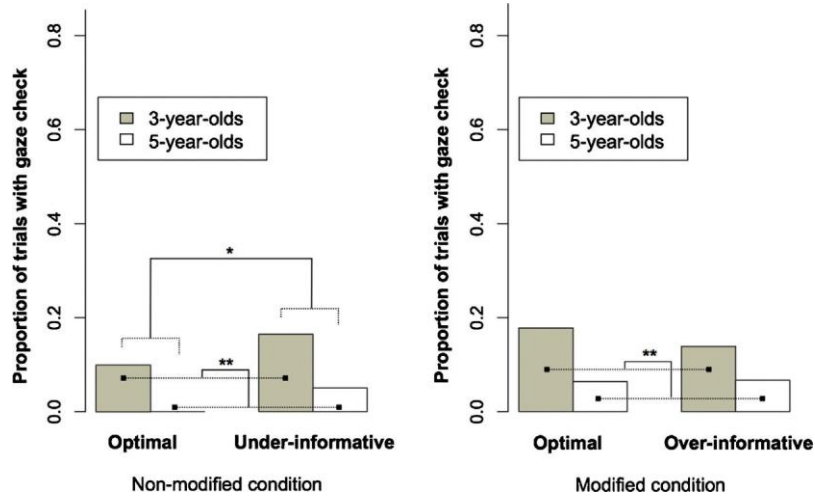 Proportion of trials with gaze check
0.8
0.6
0.4
0.2
0.0
3-year-olds
5-year-olds
*
**
Optimal
Under-informative
Non-modified condition
Proportion of trials with gaze check
0.8
0.6
0.4
0.2
0.0
3-year-olds
5-year-olds
**
Optimal
Over-informative
Modified condition